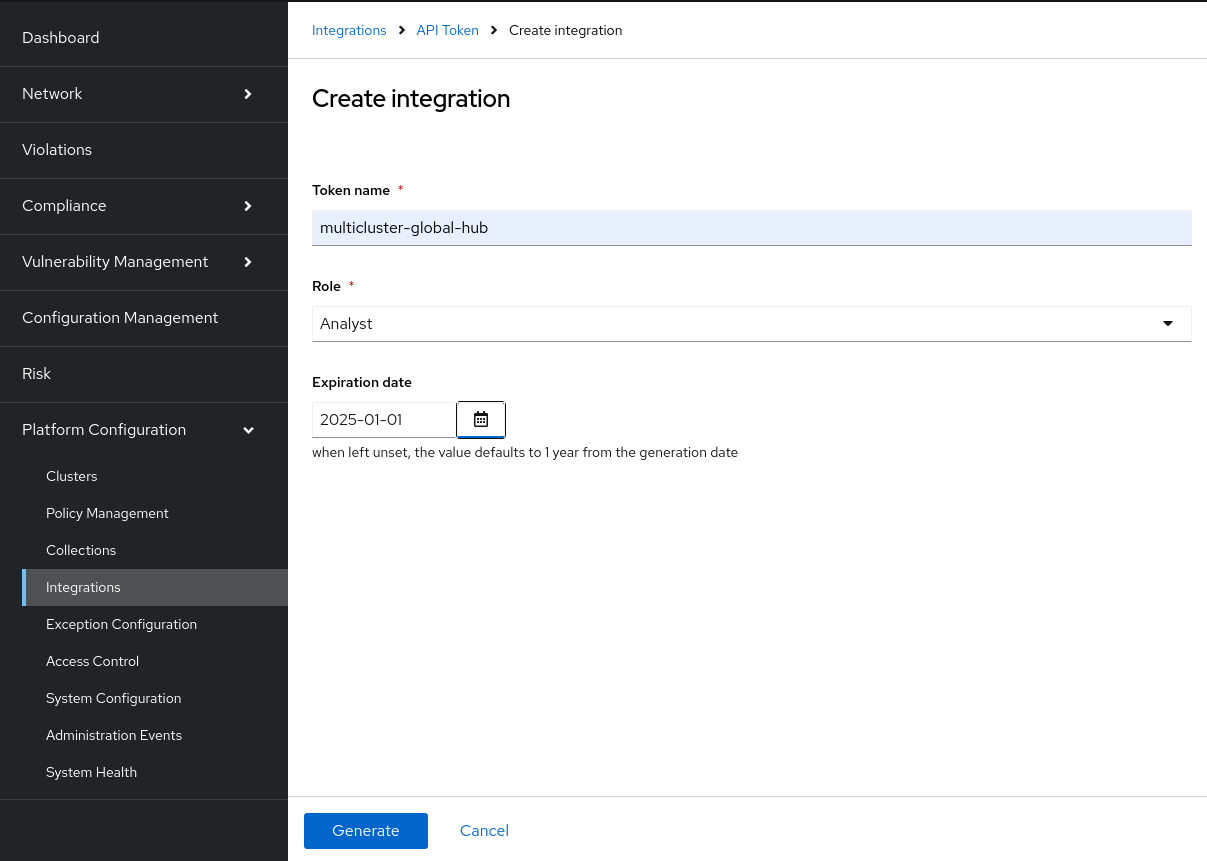 Dashboard
Network
Violations
Compliance
Vulnerability Management
Configuration Management
Risk
Platform Configuration
Clusters
Policy Management
Collections
Integrations
Exception Configuration
Access Control
System Configuration
Administration Events
System Health
Integrations API Token Create integration
Create integration
Token name *
multicluster-global-hub
Role *
Analyst
Expiration date
2025-01-01
when left unset, the value defaults to 1 year from the generation date
Generate Cancel